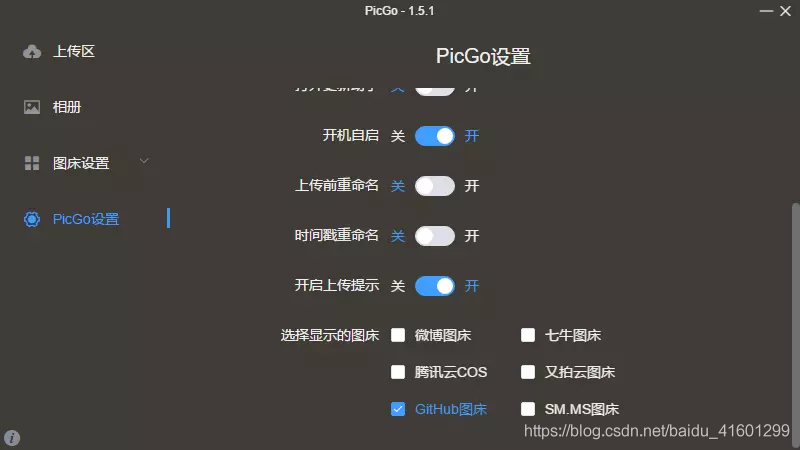 PicGo - 1.5.1
上传区
相册
图床设置
PicGo设置
PicGo设置
关 开
开机自启 关 开
上传前重命名 关 开
时间戳重命名 关 开
开启上传提示 关 开
选择显示的图床 微博图床 七牛图床
腾讯云COS 又拍云图床
GitHub图床 SM.MS图床
https://blog.csdn.net/baidu_41601299